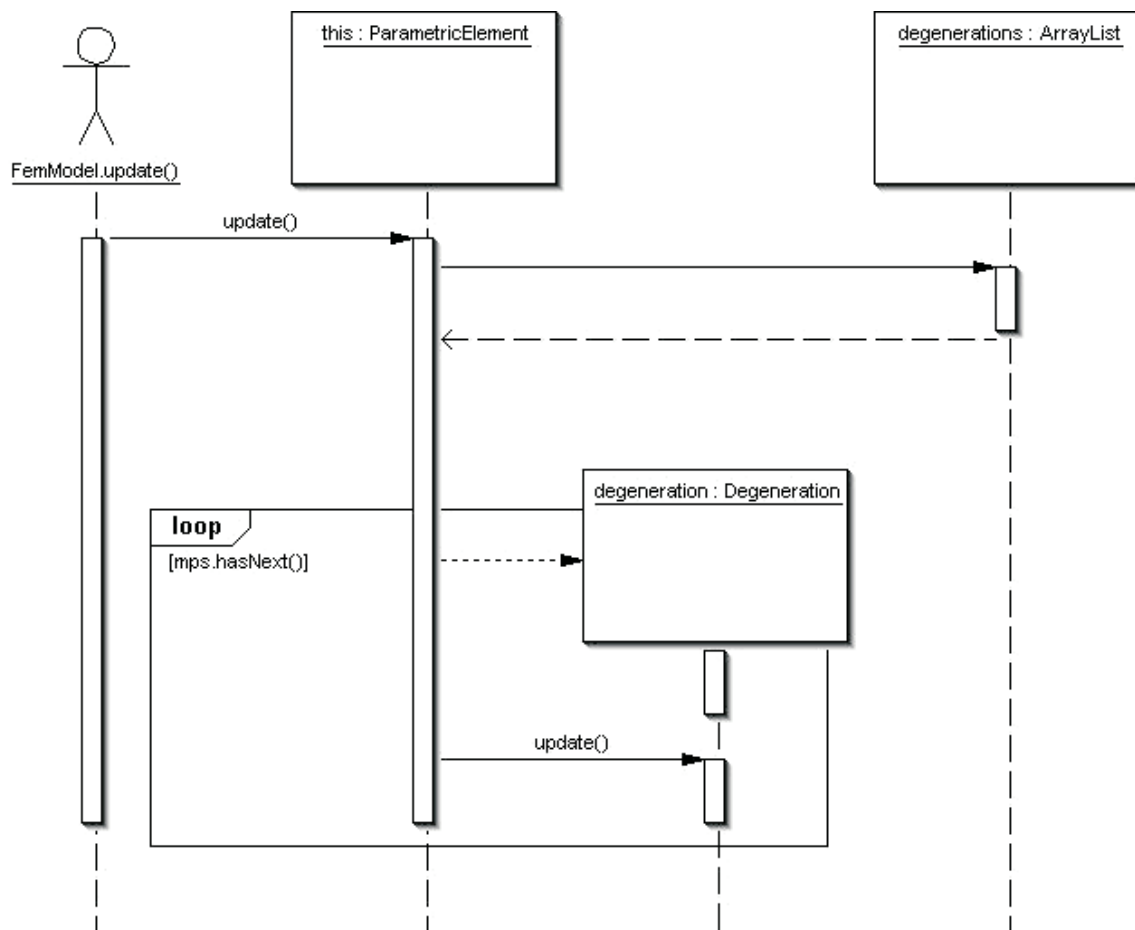 this : ParametricElement
degenerations : ArrayList
FemModel.update()
update()
degeneration : Degeneration
loop
[mps.hasNext()]
update()